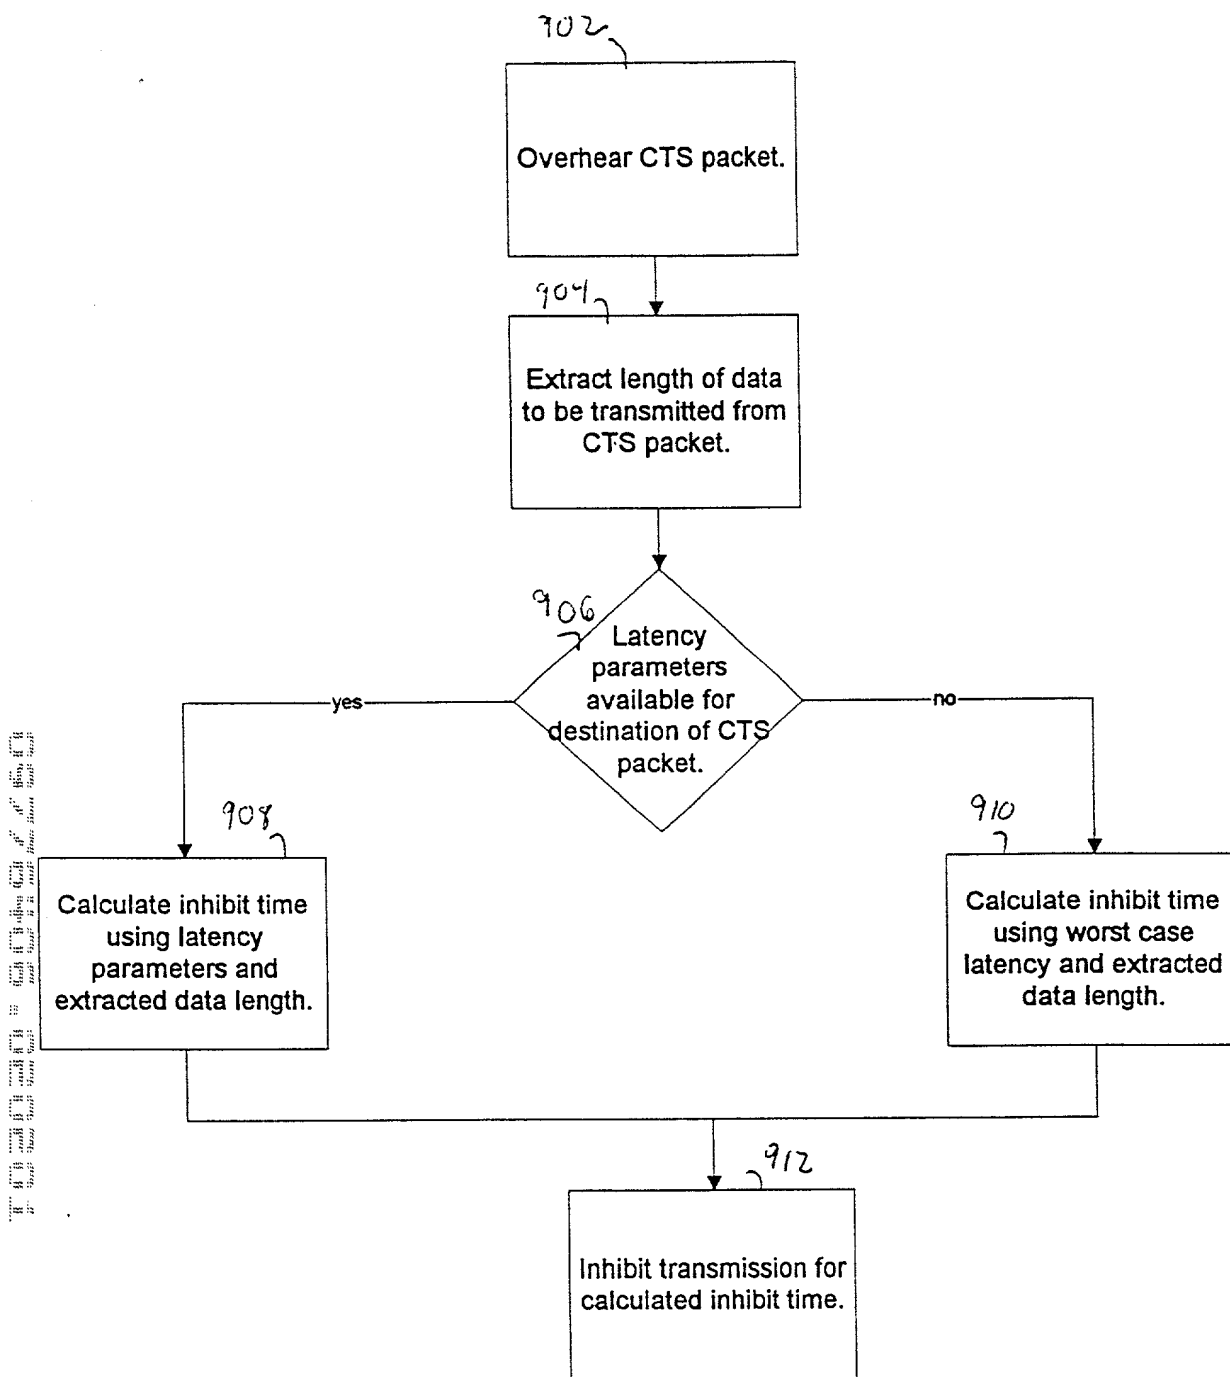 902
Overhear CTS packet.
904
Extract length of data
to be transmitted from
CTS packet.
906
Latency
parameters
available for
destination of CTS
packet.
yes
no
908
Calculate inhibit time
using latency
parameters and
extracted data length.
910
Calculate inhibit time
using worst case
latency and extracted
data length.
912
Inhibit transmission for
calculated inhibit time.